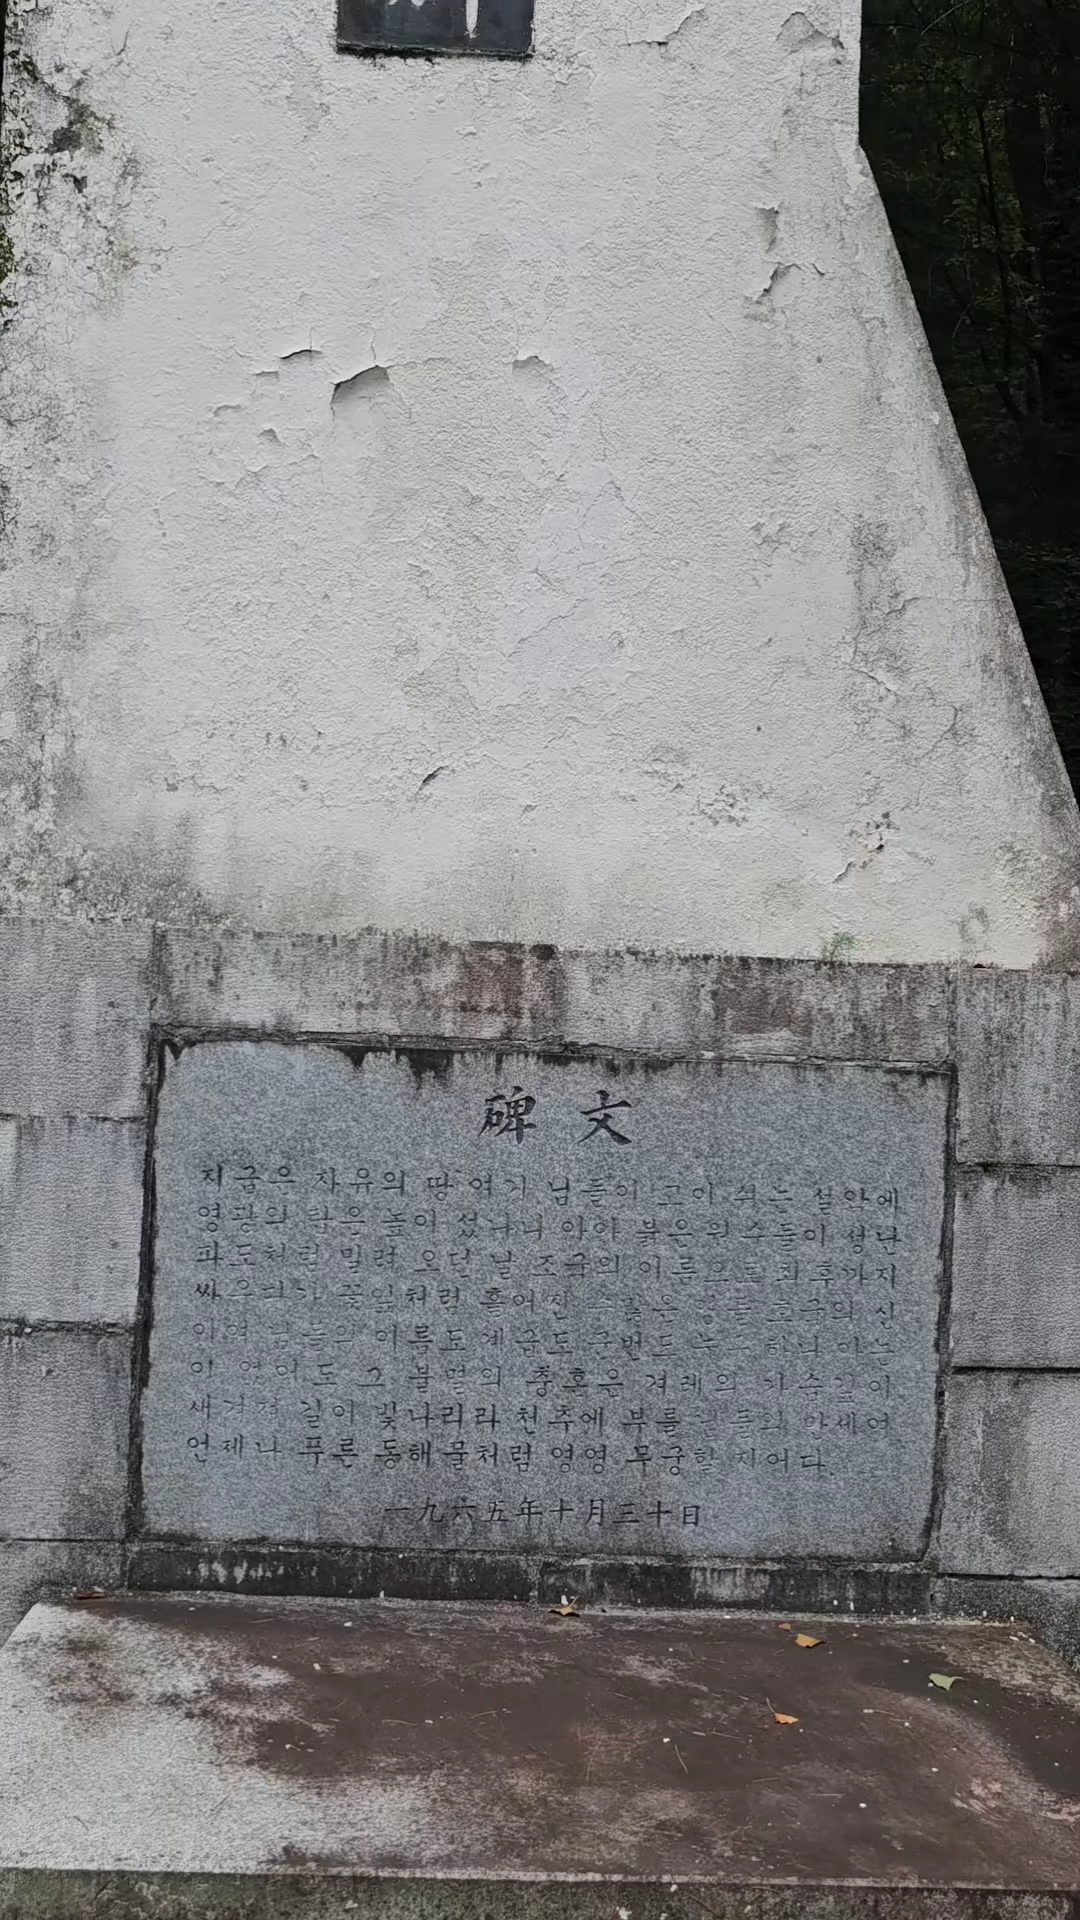 碑文
지금은 자유의 땅 여기 님들이 고이 쉬는 설악에
영광의 탑은 높이 섰나니 아아 붉은 원수들이 성난
파도처럼 밀려 오던 날 조국의 이름으로 최후까지
싸우다가 꽃잎처럼 흩어진 수많은 영들 호국의 신
이여 님들의 이름도 계급도 군번도 누구 하나 아는
이 없어도 그 불멸의 충혼은 겨레의 가슴깊이
새겨져 길이 빛나리라 천추에 부를 님들의 만세여
언제나 푸른 동해물처럼 영영 무궁할 지어다.
一九六五年十月三十日